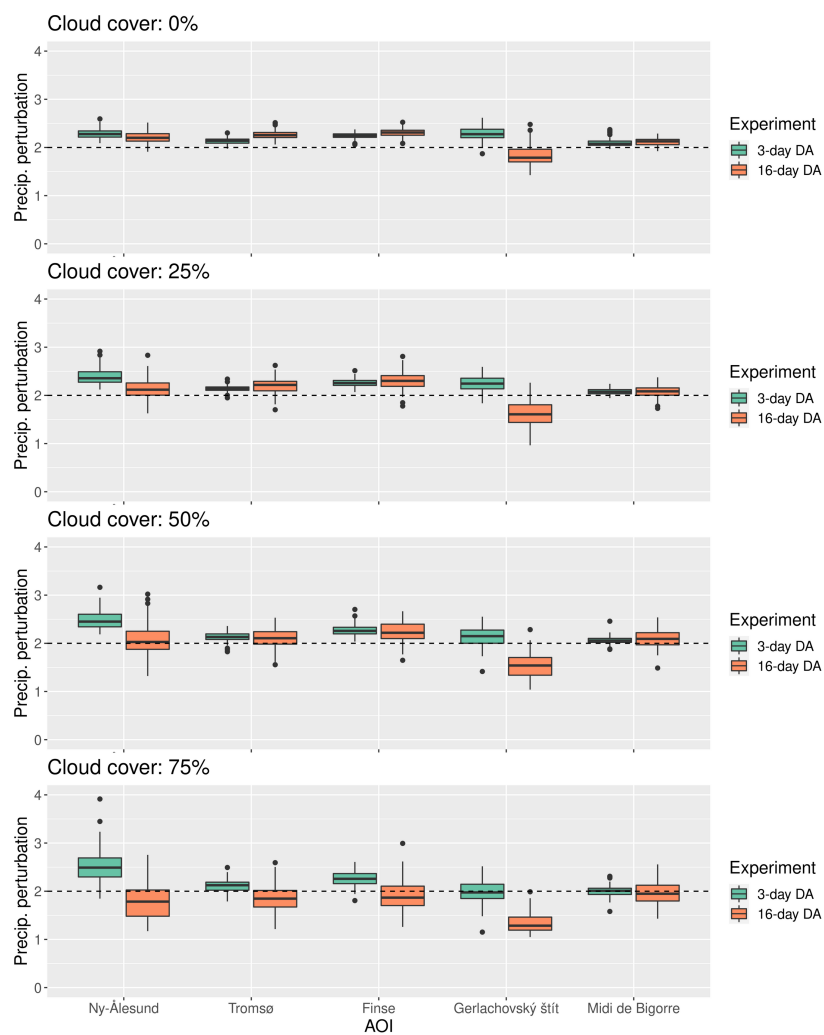 Cloud cover: 0%
Precip. perturbation
4
3
2
1
0
Experiment
3-day DA
16-day DA
Cloud cover: 25%
Precip. perturbation
4
3
2
1
0
Experiment
3-day DA
16-day DA
Cloud cover: 50%
Precip. perturbation
4
3
2
1
0
Experiment
3-day DA
16-day DA
Cloud cover: 75%
Precip. perturbation
4
3
2
1
0
Experiment
3-day DA
16-day DA
Ny-Ålesund Tromsø Finse Gerlachovský štít Midi de Bigorre
AOI